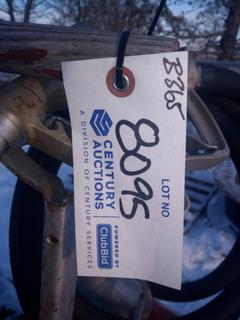 B365
LOT NO
8095
CENTURY
AUCTIONS
A DIVISION OF CENTURY SERVICES
POWERED BY
ClubBid